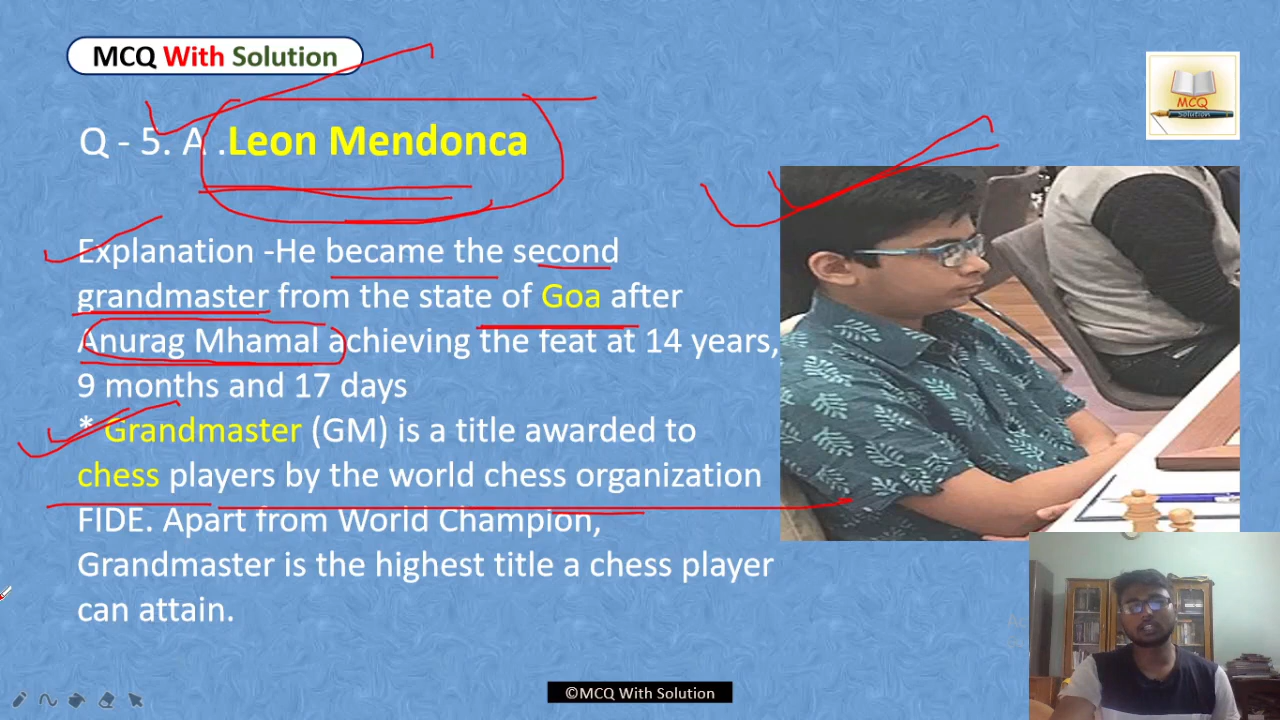 MCQ With Solution
MCQ
Solution
Q - 5. A .Leon Mendonca
Explanation -He became the second
grandmaster from the state of Goa after
Anurag Mhamal achieving the feat at 14 years,
9 months and 17 days
* Grandmaster (GM) is a title awarded to
chess players by the world chess organization
FIDE. Apart from World Champion,
Grandmaster is the highest title a chess player
can attain.
©MCQ With Solution